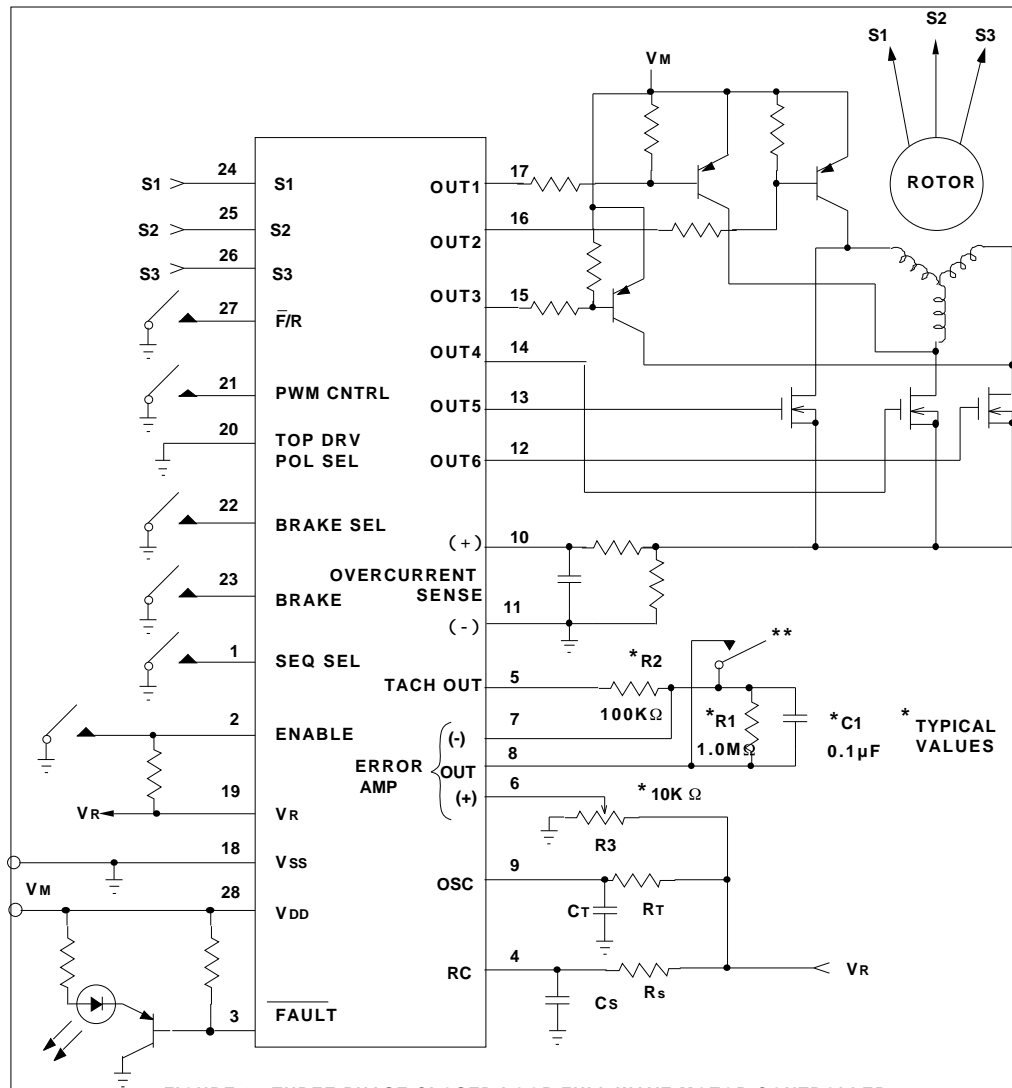 S1
S2
S3
ROTOR
VM
24
S1
S1
25
S2
S2
26
S3
S3
27
F/R
21
PWM CNTRL
20
TOP DRV
POL SEL
22
BRAKE SEL
23
BRAKE
1
SEQ SEL
2
ENABLE
19
VR
VR
18
VSS
VM
28
VDD
3
FAULT
OUT1
17
OUT2
16
OUT3
15
OUT4
14
OUT5
13
OUT6
12
(+)
10
OVERCURRENT
SENSE
(-)
11
TACH OUT
5
*R2
100KΩ
**
*R1
1.0MΩ
*C1
0.1µF
*TYPICAL
VALUES
7
(-)
8
ERROR
AMP
OUT
(+)
6
*10KΩ
R3
OSC
9
CT
RT
RC
4
CS
Rs
VR